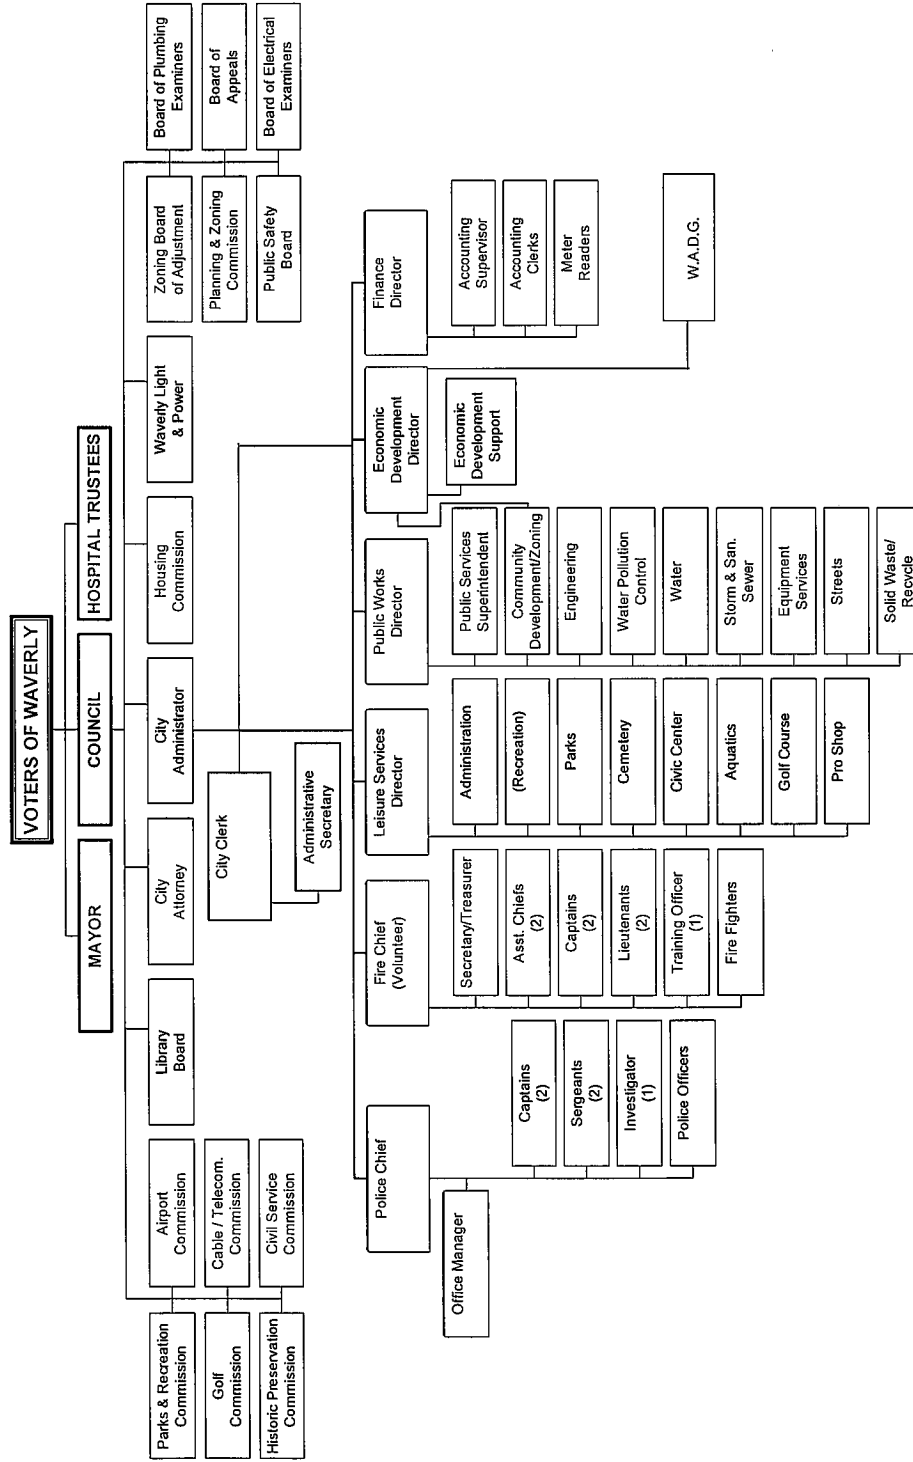 VOTERS OF WAVERLY
MAYOR
COUNCIL
HOSPITAL TRUSTEES
Parks & Recreation
Commission
Airport
Commission
Golf
Commission
Cable / Telecom.
Commission
Historic Preservation
Commission
Civil Service
Commission
Library
Board
City
Attorney
City
Administrator
Housing
Commission
Waverly Light
& Power
Zoning Board
of Adjustment
Board of Plumbing
Examiners
Planning & Zoning
Commission
Board of
Appeals
Public Safety
Board
Board of Electrical
Examiners
City Clerk
Administrative
Secretary
Police Chief
Office Manager
Captains
(2)
Sergeants
(2)
Investigator
(1)
Police Officers
Fire Chief
(Volunteer)
Secretary/Treasurer
Asst. Chiefs
(2)
Captains
(2)
Lieutenants
(2)
Training Officer
(1)
Fire Fighters
Leisure Services
Director
Administration
(Recreation)
Parks
Cemetery
Civic Center
Aquatics
Golf Course
Pro Shop
Public Works
Director
Public Services
Superintendent
Community
Development/Zoning
Engineering
Water Pollution
Control
Water
Storm & San.
Sewer
Equipment
Services
Streets
Solid Waste/
Recycle
Economic
Development
Director
Economic
Development
Support
W.A.D.G.
Finance
Director
Accounting
Supervisor
Accounting
Clerks
Meter
Readers